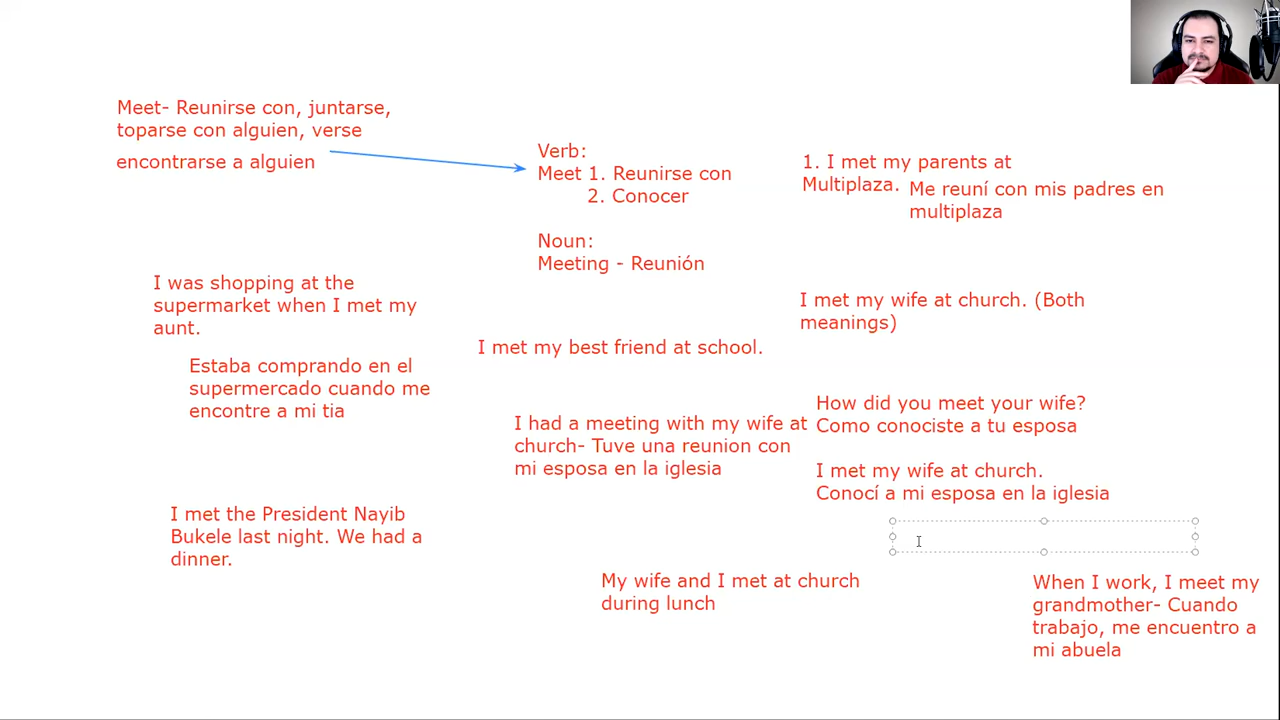 Meet- Reunirse con, juntarse,
toparse con alguien, verse
encontrarse a alguien
Verb:
Meet 1. Reunirse con
2. Conocer
Noun:
Meeting - Reunión
1. I met my parents at
Multiplaza.
Me reuní con mis padres en
multiplaza
I was shopping at the
supermarket when I met my
aunt.
Estaba comprando en el
supermercado cuando me
encontre a mi tia
I met my best friend at school.
I met my wife at church. (Both
meanings)
I had a meeting with my wife at
church- Tuve una reunion con
mi esposa en la iglesia
How did you meet your wife?
Como conociste a tu esposa
I met my wife at church.
Conocí a mi esposa en la iglesia
I met the President Nayib
Bukele last night. We had a
dinner.
My wife and I met at church
during lunch
When I work, I meet my
grandmother- Cuando
trabajo, me encuentro a
mi abuela